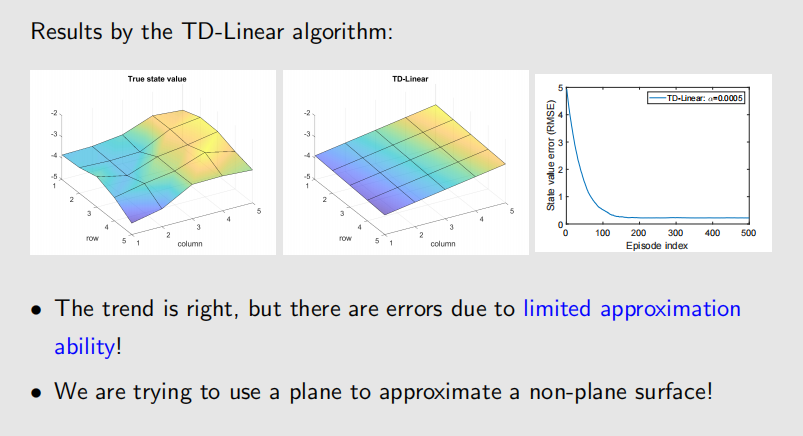 Results by the TD-Linear algorithm:
True state value
-2
-3
-4
-5
1
2
3
4
5
row
1
2
3
4
5
column
TD-Linear
-2
-3
-4
-5
1
2
3
4
5
row
1
2
3
4
5
column
TD-Linear: α=0.0005
State value error (RMSE)
5
4
3
2
1
0
0 100 200 300 400 500
Episode index
• The trend is right, but there are errors due to limited approximation
ability!
• We are trying to use a plane to approximate a non-plane surface!